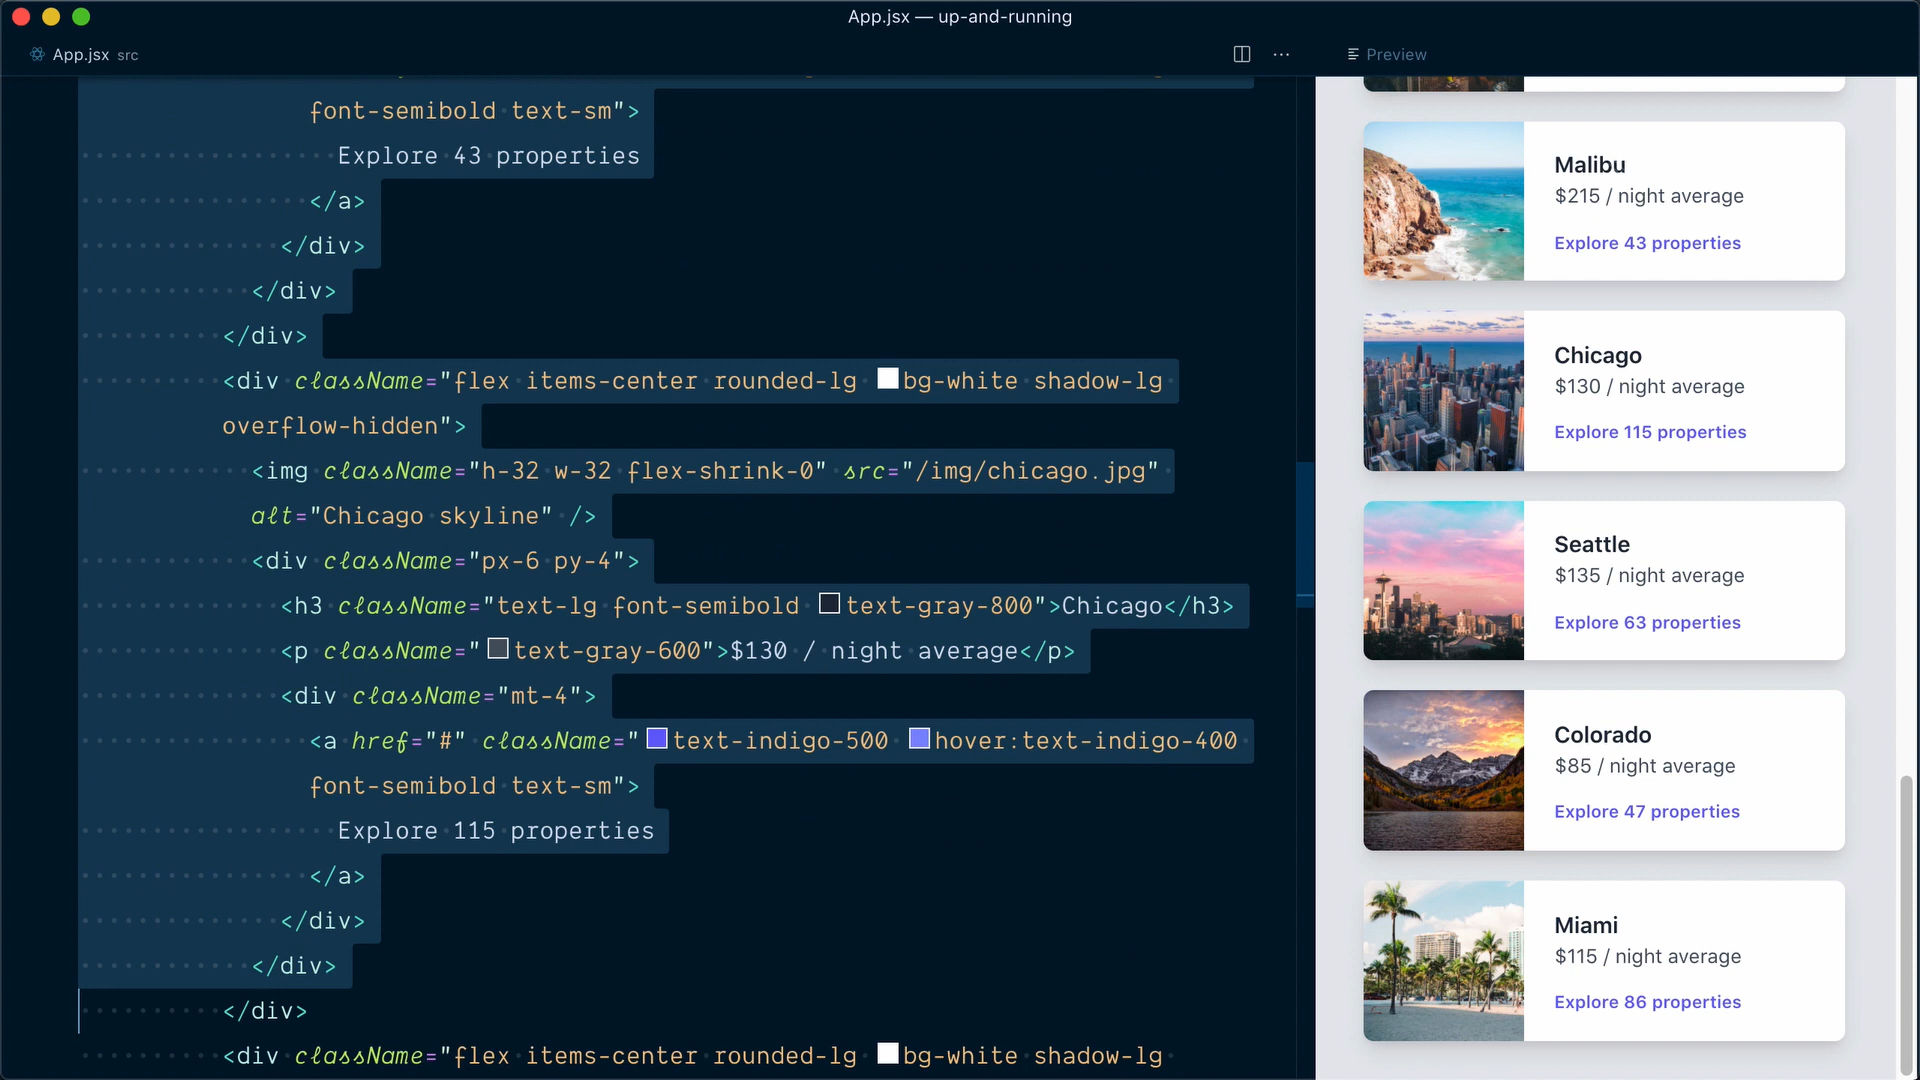 App.jsx — up-and-running
App.jsx src
Preview
font-semibold text-sm">
Explore 43 properties
</a>
</div>
</div>
</div>
<div className="flex items-center rounded-lg bg-white shadow-lg
overflow-hidden">
<img className="h-32 w-32 flex-shrink-0" src="/img/chicago.jpg"
alt="Chicago skyline" />
<div className="px-6 py-4">
<h3 className="text-lg font-semibold text-gray-800">Chicago</h3>
<p className="text-gray-600">$130 / night average</p>
<div className="mt-4">
<a href="#" className="text-indigo-500 hover:text-indigo-400
font-semibold text-sm">
Explore 115 properties
</a>
</div>
</div>
</div>
<div className="flex items-center rounded-lg bg-white shadow-lg
Malibu
$215 / night average
Explore 43 properties
Chicago
$130 / night average
Explore 115 properties
Seattle
$135 / night average
Explore 63 properties
Colorado
$85 / night average
Explore 47 properties
Miami
$115 / night average
Explore 86 properties